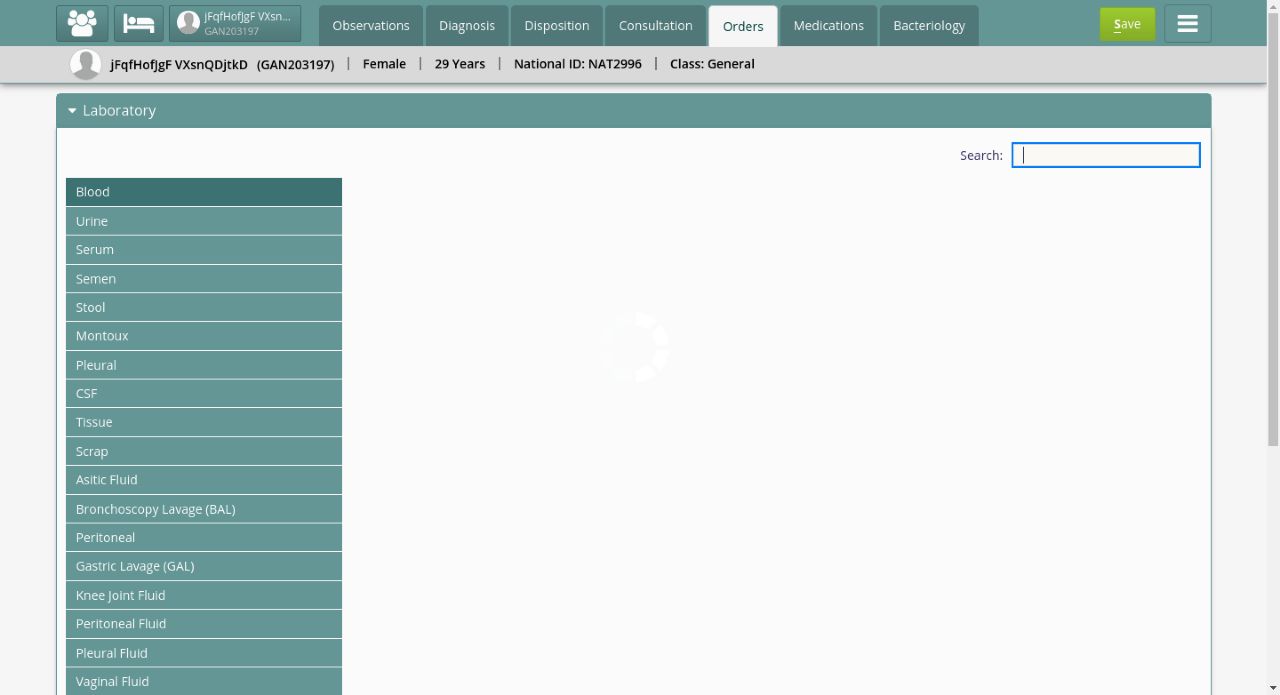 jFqfHofJgF VXsn...
GAN203197
Observations
Diagnosis
Disposition
Consultation
Orders
Medications
Bacteriology
Save
jFqfHofJgF VXsnQDjtkD (GAN203197) | Female | 29 Years | National ID: NAT2996 | Class: General
Laboratory
Search:
Blood
Urine
Serum
Semen
Stool
Montoux
Pleural
CSF
Tissue
Scrap
Asitic Fluid
Bronchoscopy Lavage (BAL)
Peritoneal
Gastric Lavage (GAL)
Knee Joint Fluid
Peritoneal Fluid
Pleural Fluid
Vaginal Fluid